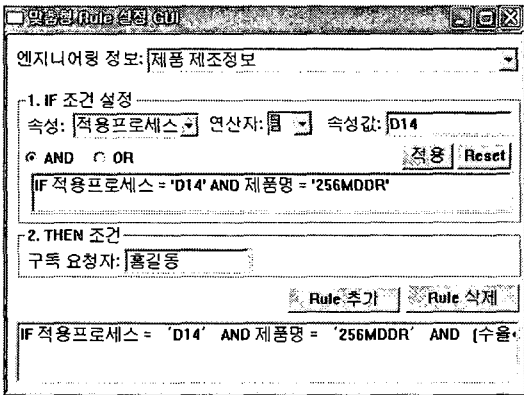 맞춤형 Rule 설정 GUI
엔지니어링 정보: 제품 제조정보
1. IF 조건 설정
속성: 적용프로세스 연산자: 속성값: D14
AND OR 적용 Reset
IF 적용프로세스 = 'D14' AND 제품명 = '256MDDR'
2. THEN 조건
구독 요청자: 홍길동
Rule 추가 Rule 삭제
IF 적용프로세스 = 'D14' AND 제품명 = '256MDDR' AND (수율